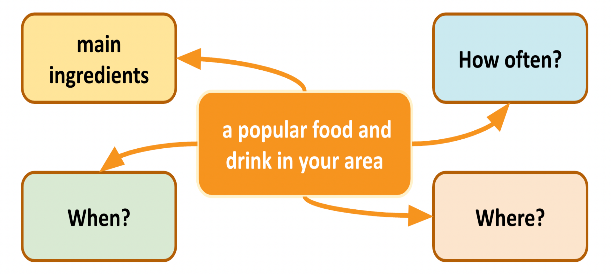 main
ingredients
How often?
a popular food and
drink in your area
When?
Where?